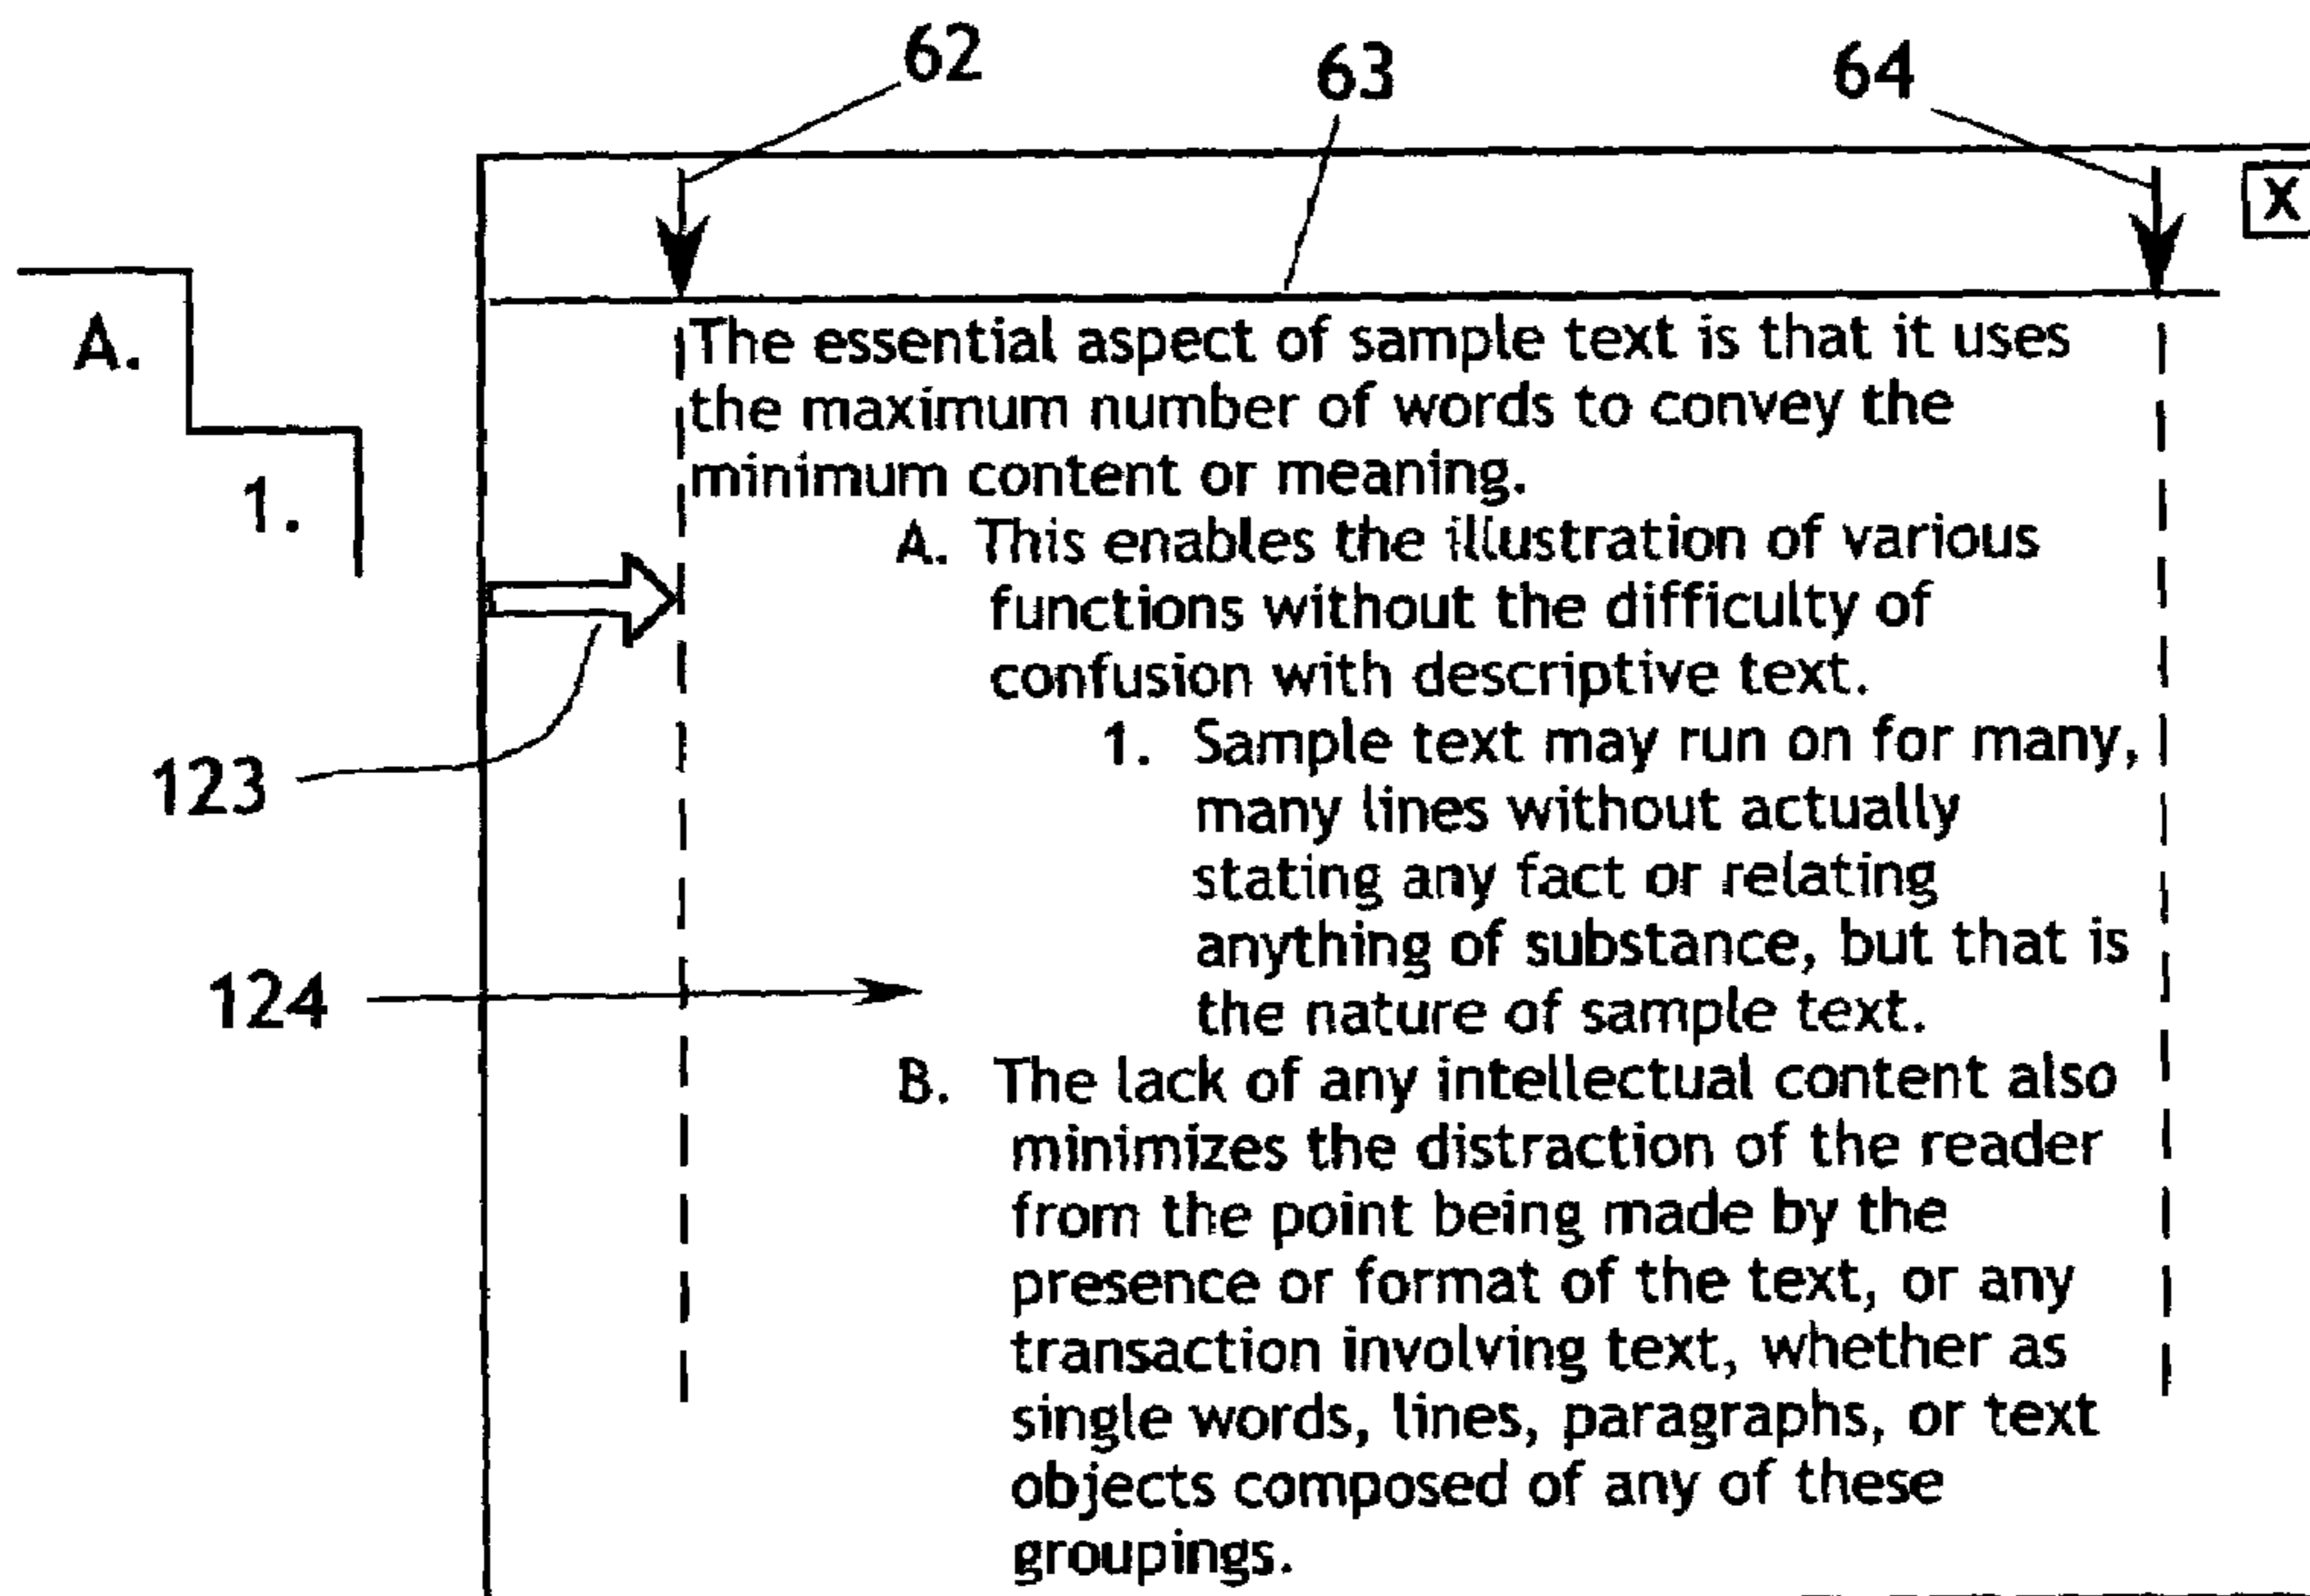 62
63
64
X
A.
1.
The essential aspect of sample text is that it uses
the maximum number of words to convey the
minimum content or meaning.
A. This enables the illustration of various
functions without the difficulty of
confusion with descriptive text.
1. Sample text may run on for many,
many lines without actually
stating any fact or relating
anything of substance, but that is
the nature of sample text.
123
124
B. The lack of any intellectual content also
minimizes the distraction of the reader
from the point being made by the
presence or format of the text, or any
transaction involving text, whether as
single words, lines, paragraphs, or text
objects composed of any of these
groupings.